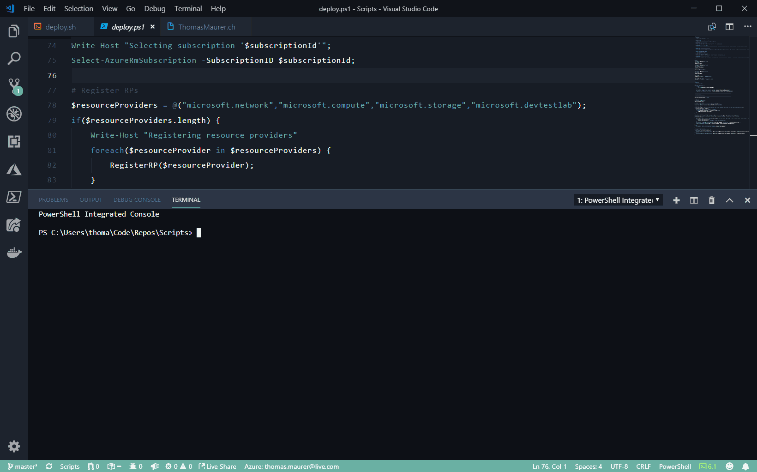 File Edit Selection View Go Debug Terminal Help
deploy.ps1 - Scripts - Visual Studio Code
deploy.sh
deploy.ps1
ThomasMaurer.ch
74 Write-Host "Selecting subscription '$subscriptionId'";
75 Select-AzureRmSubscription -SubscriptionID $subscriptionId;
76
77 # Register RPs
78 $resourceProviders = @("microsoft.network","microsoft.compute","microsoft.storage","microsoft.devtestlab");
79 if($resourceProviders.length) {
80 Write-Host "Registering resource providers"
81 foreach($resourceProvider in $resourceProviders) {
82 RegisterRP($resourceProvider);
83 }
1
PROBLEMS OUTPUT DEBUG CONSOLE TERMINAL
1: PowerShell Integrate
PowerShell Integrated Console
PS C:\Users\thoma\Code\Repos\Scripts>
master* Scripts 0 0 0 0 Live Share Azure: thomas.maurer@live.com
Ln 76, Col 1 Spaces: 4 UTF-8 CRLF PowerShell 6.1